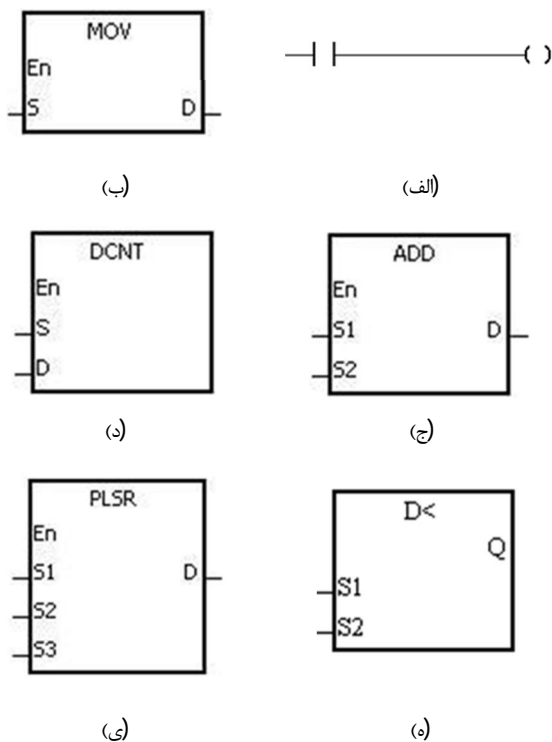 MOV
En
S D
(الف)
(ب)
ADD
En
S1 D
S2
(ج)
DCNT
En
S
D
(د)
D<
Q
S1
S2
(ه)
PLSR
En
S1 D
S2
S3
(ی)